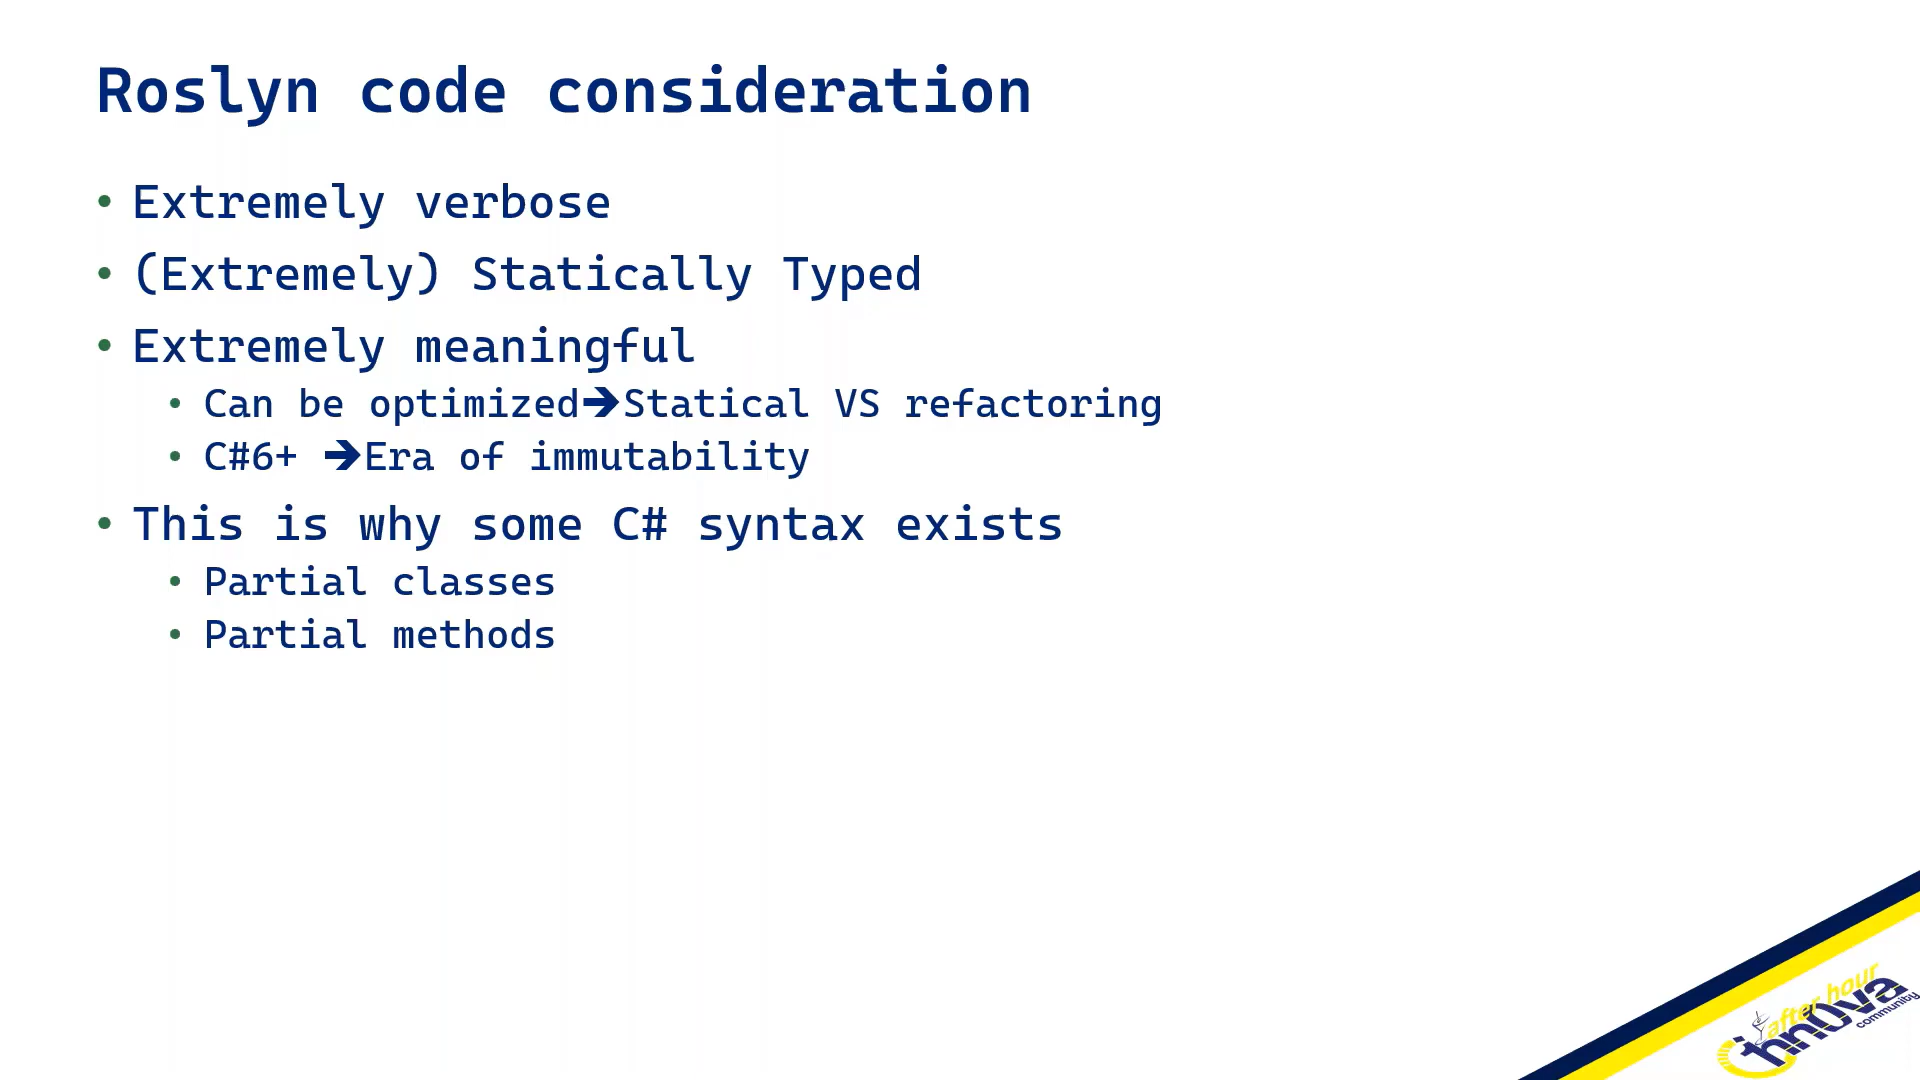 Roslyn code consideration
• Extremely verbose
• (Extremely) Statically Typed
• Extremely meaningful
• Can be optimized➔Statical VS refactoring
• C#6+ ➔Era of immutability
• This is why some C# syntax exists
• Partial classes
• Partial methods
after hour
inn0va
community